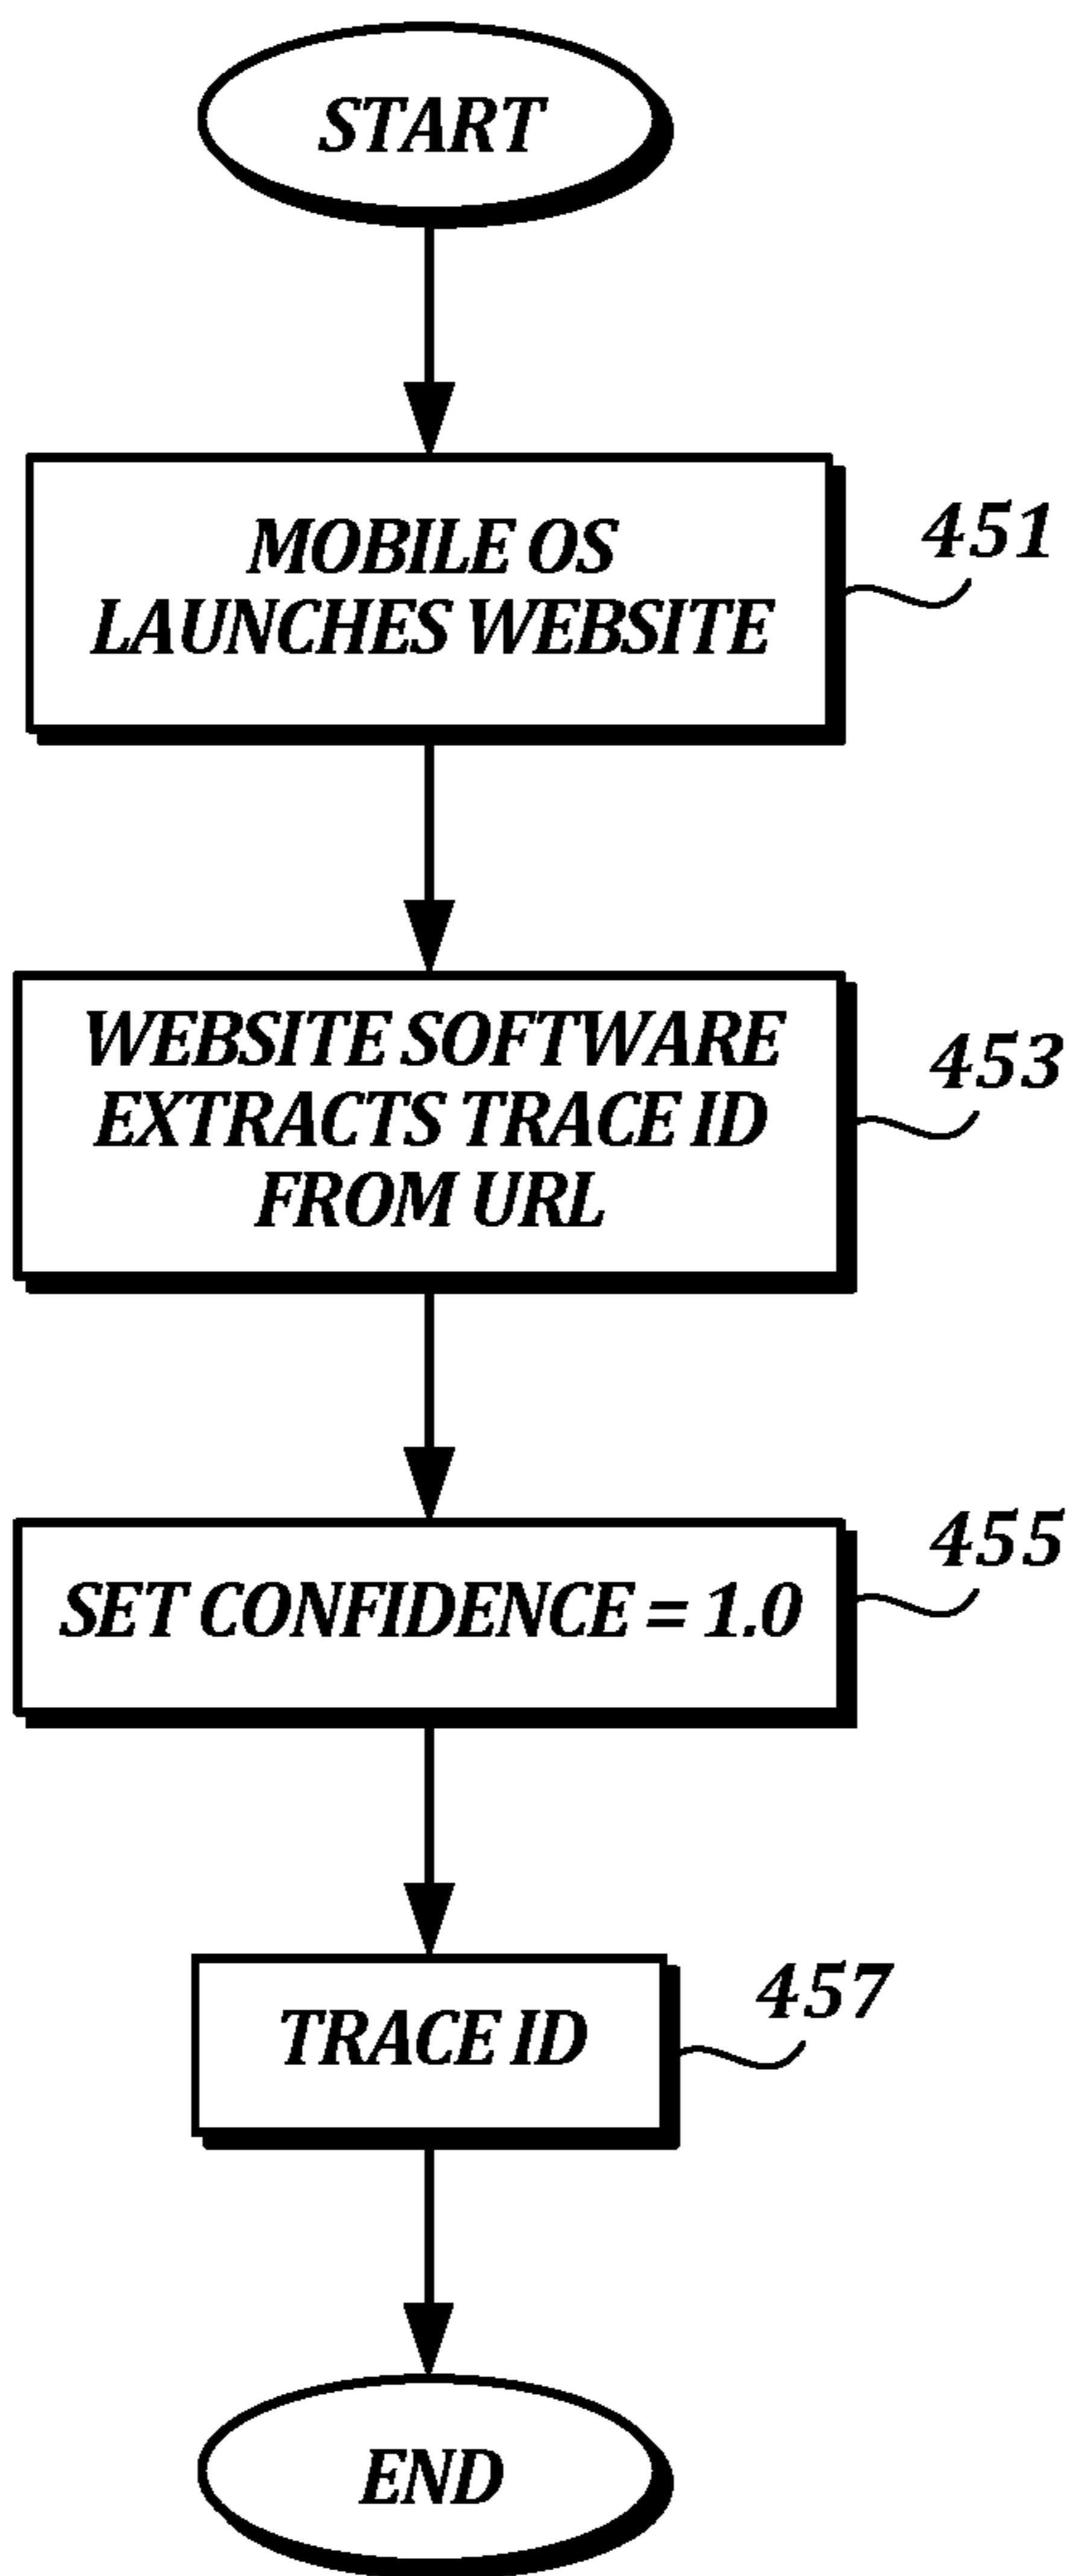 START
MOBILE OS
LAUNCHES WEBSITE
451
WEBSITE SOFTWARE
EXTRACTS TRACE ID
FROM URL
453
SET CONFIDENCE = 1.0
455
TRACE ID
457
END